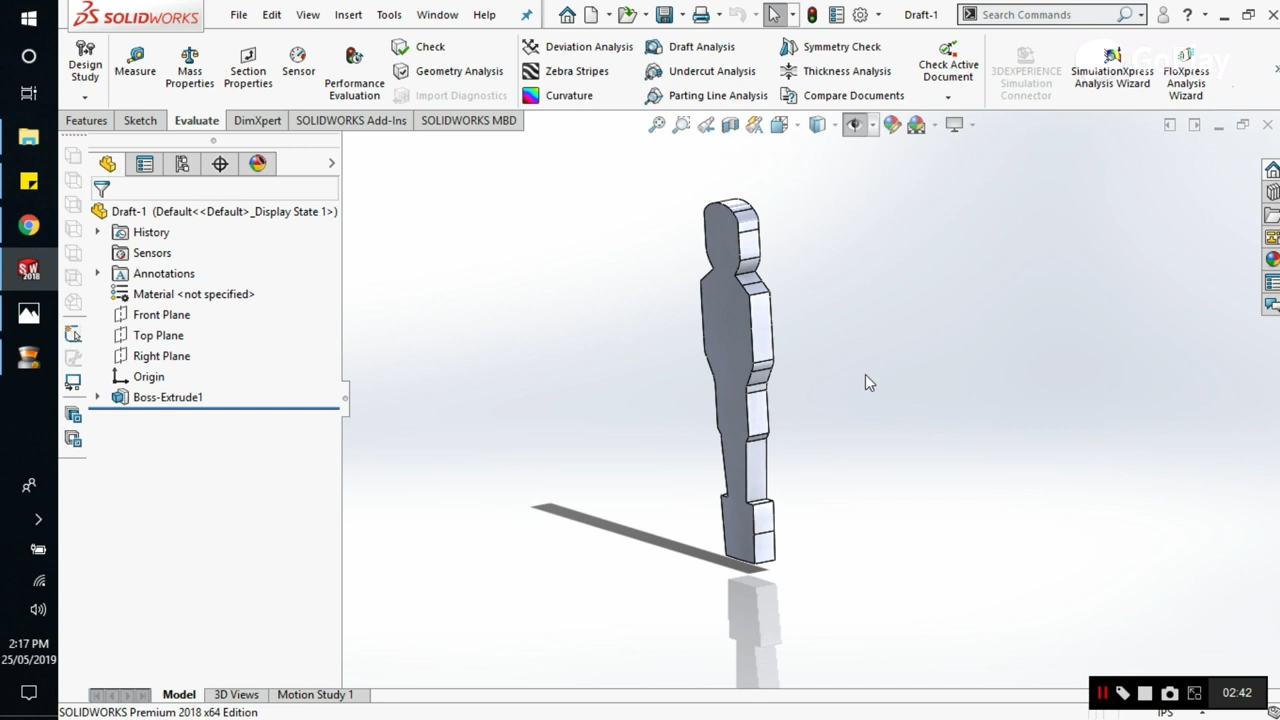 SOLIDWORKS
File Edit View Insert Tools Window Help
Draft-1
Search Commands
Design Study
Measure
Mass Properties
Section Properties
Sensor
Performance Evaluation
Check
Geometry Analysis
Import Diagnostics
Deviation Analysis
Zebra Stripes
Curvature
Draft Analysis
Undercut Analysis
Parting Line Analysis
Symmetry Check
Thickness Analysis
Compare Documents
Check Active Document
3DEXPERIENCE Simulation Connector
SimulationXpress Analysis Wizard
FloXpress Analysis Wizard
Features Sketch Evaluate DimXpert SOLIDWORKS Add-Ins SOLIDWORKS MBD
Draft-1 (Default<<Default>_Display State 1>)
History
Sensors
Annotations
Material <not specified>
Front Plane
Top Plane
Right Plane
Origin
Boss-Extrude1
SW
2018
2:17 PM
25/05/2019
Model 3D Views Motion Study 1
SOLIDWORKS Premium 2018 x64 Edition
02:42
IPS